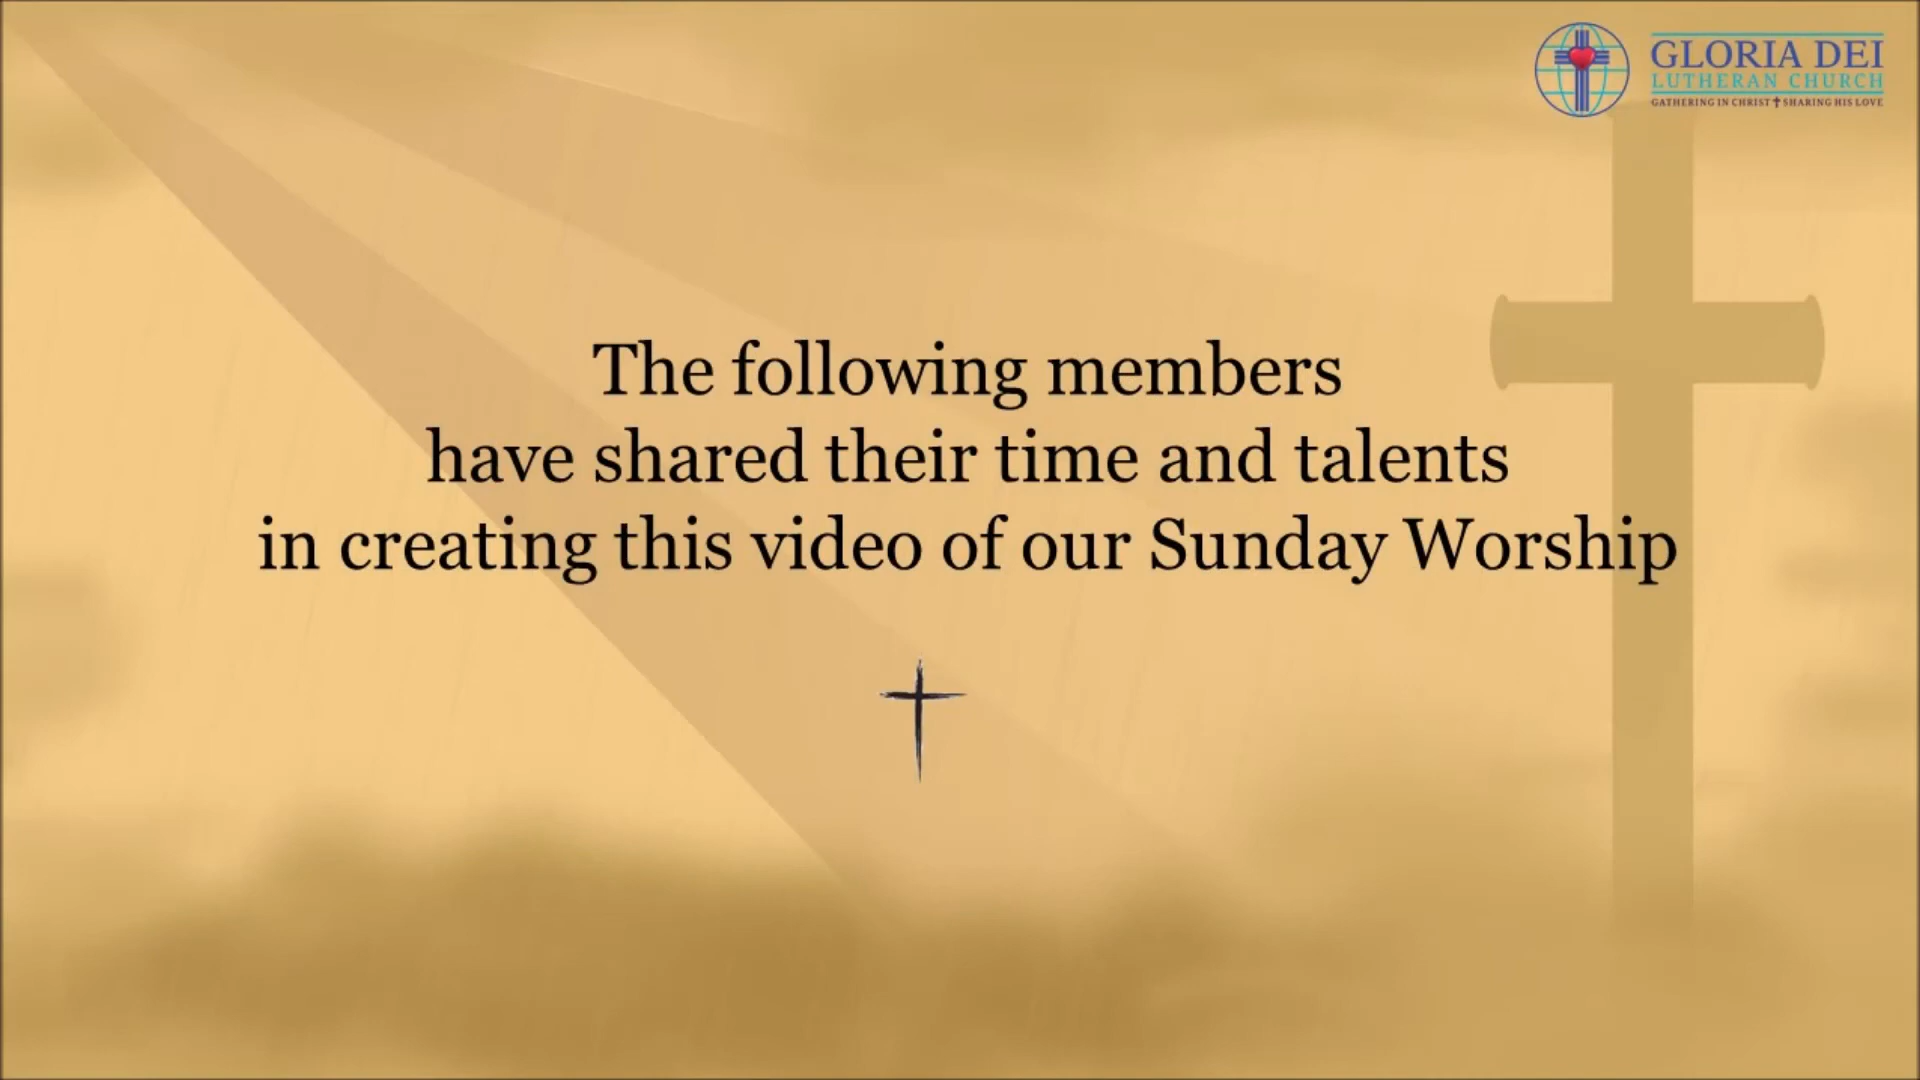 GLORIA DEI
LUTHERAN CHURCH
GATHERING IN CHRIST SHARING HIS LOVE
The following members
have shared their time and talents
in creating this video of our Sunday Worship